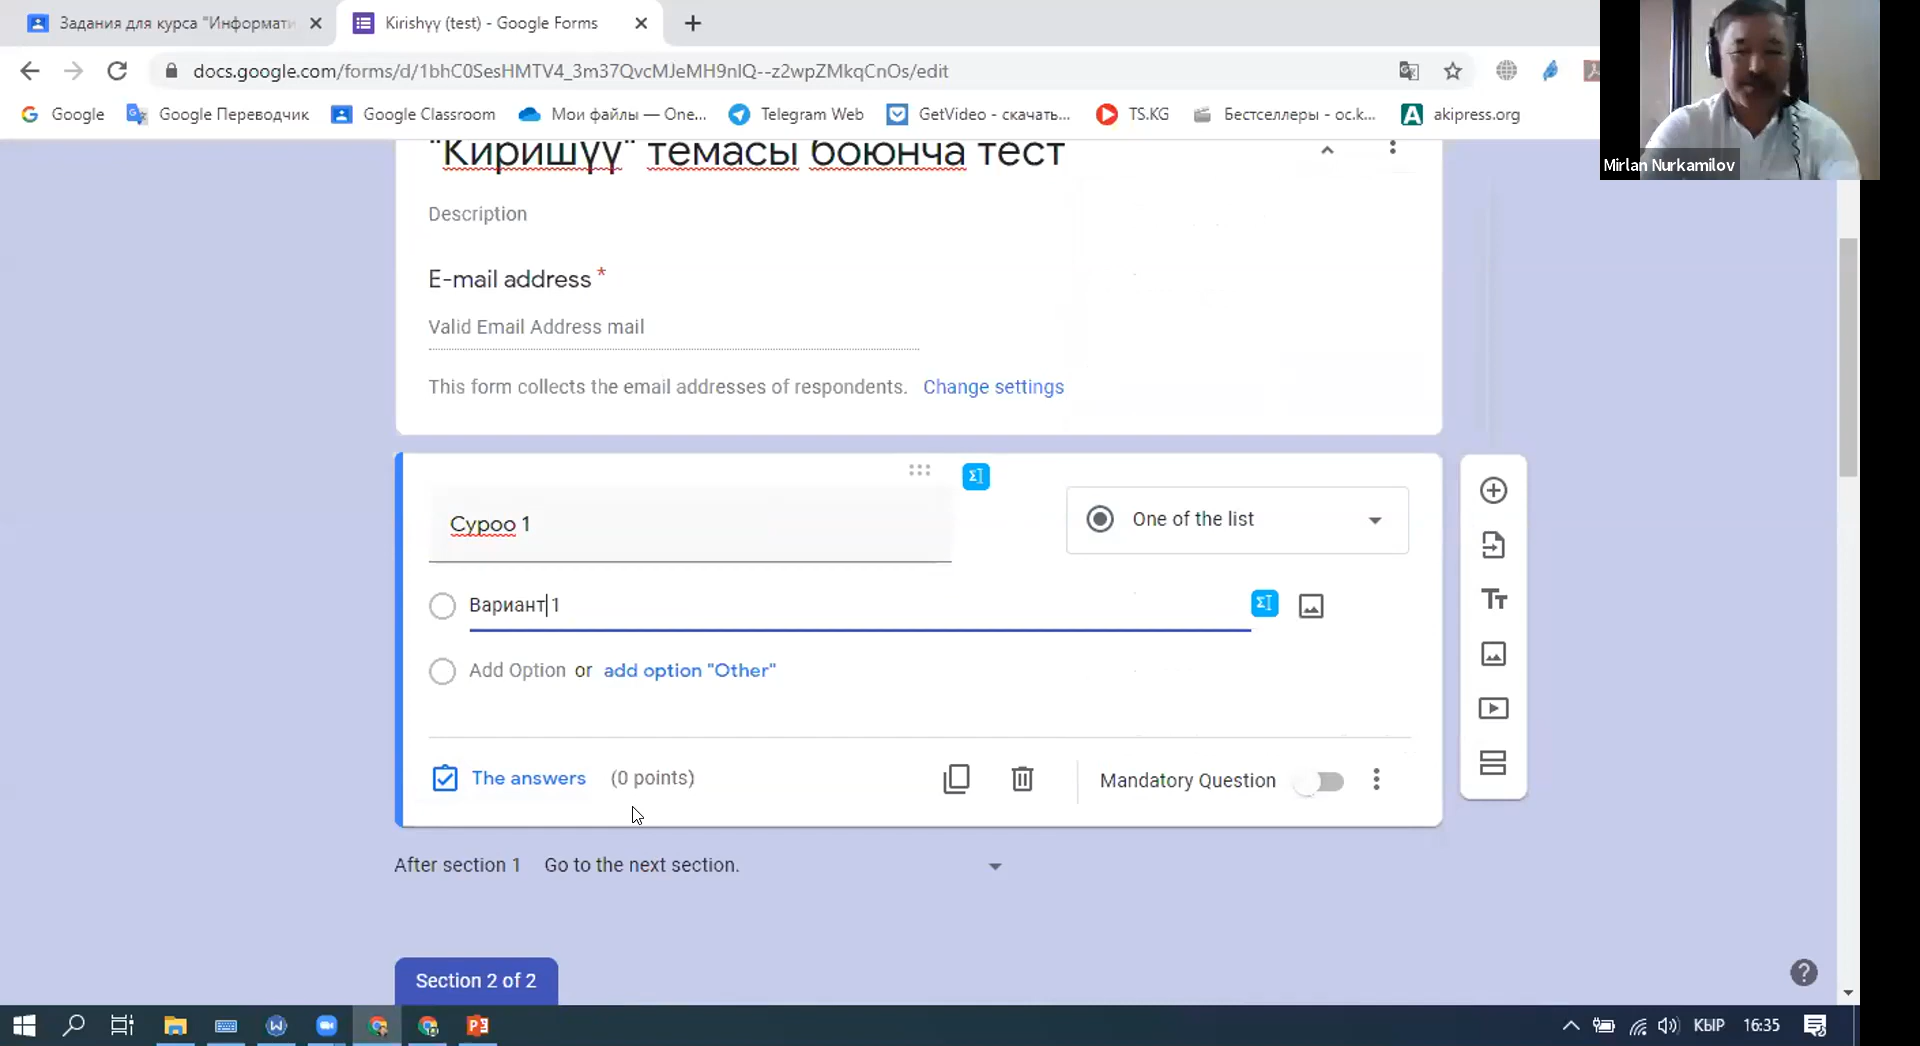 Задания для курса "Информати
Kirishүү (test) - Google Forms
docs.google.com/forms/d/1bhC0SesHMTV4_3m37QvcMJeMH9nIQ--z2wpZMkqCnOs/edit
Google
Google Переводчик
Google Classroom
Мои файлы — One...
Telegram Web
GetVideo - скачать...
TS.KG
Бестселлеры - oc.k...
akipress.org
Mirlan Nurkamilov
"Киришүү" темасы боюнча тест
Description
E-mail address *
Valid Email Address mail
This form collects the email addresses of respondents. Change settings
Суроо 1
One of the list
Вариант 1
Add Option or add option "Other"
The answers (0 points)
Mandatory Question
After section 1 Go to the next section.
Section 2 of 2
КЫР 16:35